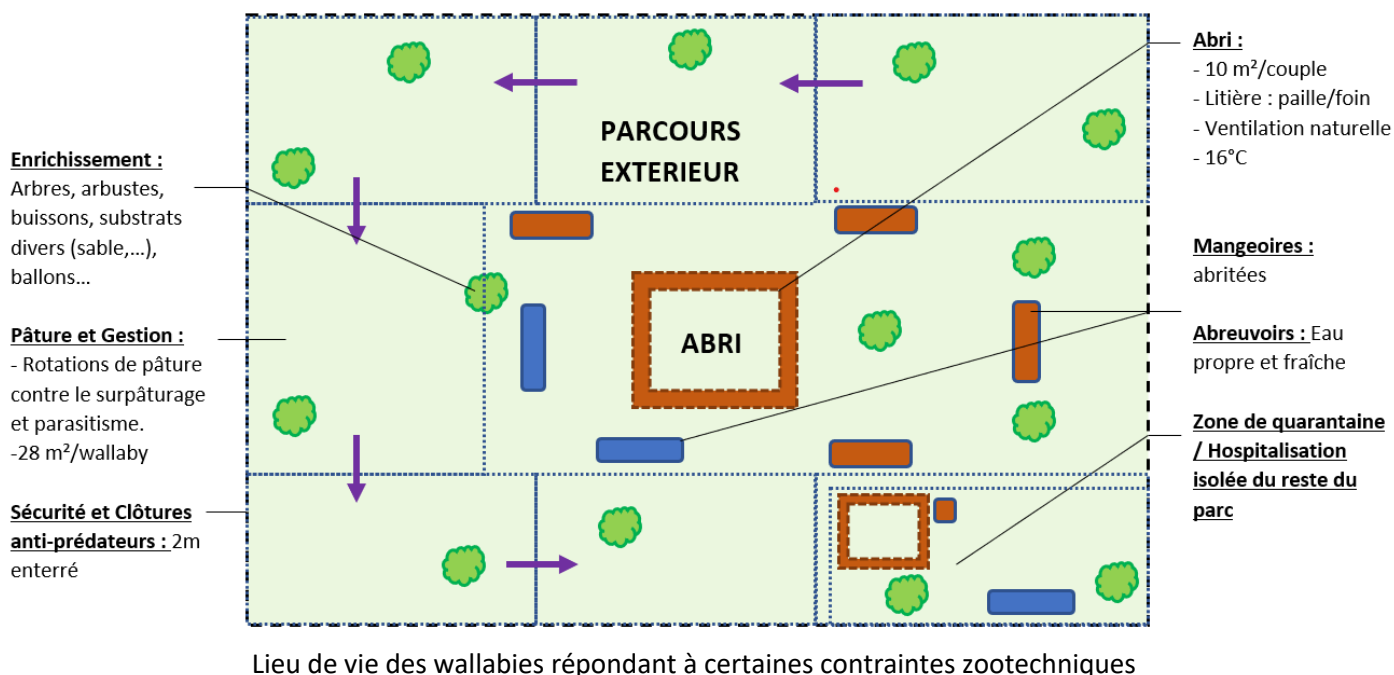 Enrichissement :
Arbres, arbustes,
buissons, substrats
divers (sable,...),
ballons...
Pâture et Gestion :
- Rotations de pâture
contre le surpâturage
et parasitisme.
-28 m²/wallaby
Sécurité et Clôtures
anti-prédateurs : 2m
enterré
PARCOURS
EXTERIEUR
ABRI
Abri :
- 10 m²/couple
- Litière : paille/foin
- Ventilation naturelle
- 16°C
Mangeoires :
abritées
Abreuvoirs : Eau
propre et fraîche
Zone de quarantaine
/ Hospitalisation
isolée du reste du
parc
Lieu de vie des wallabies répondant à certaines contraintes zootechniques